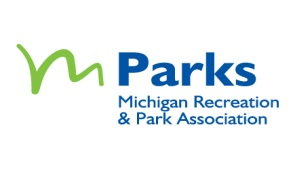 m Parks
Michigan Recreation
& Park Association